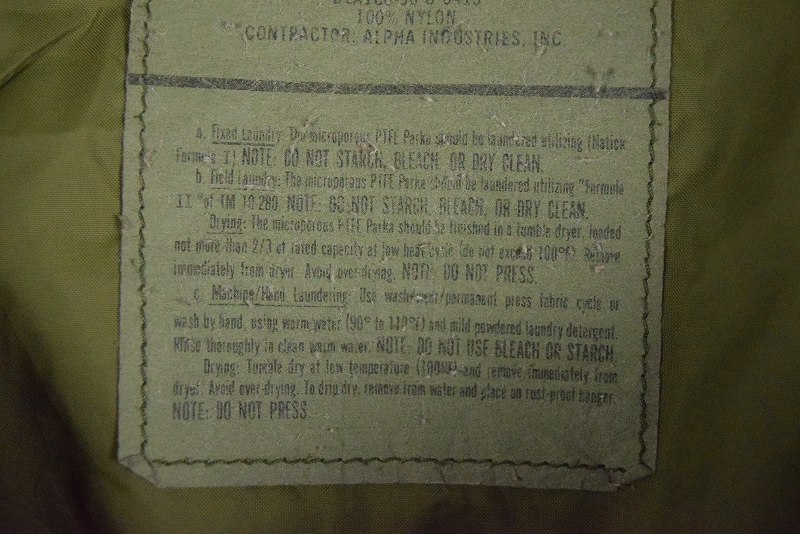 100% NYLON
CONTRACTOR: ALPHA INDUSTRIES, INC.
a. Fixed Laundry: The microporous PTFE Parka should be laundered utilizing (Navy
Formula I) NOTE: DO NOT STARCH, BLEACH, OR DRY CLEAN.
b. Field Laundry: The microporous PTFE Parka should be laundered utilizing "Formula
II" of TM 10-280. NOTE: DO NOT STARCH, BLEACH, OR DRY CLEAN.
Drying: The microporous PTFE Parka should be finished in a tumble dryer, loaded
not more than 2/3 of rated capacity at low heat cycle (do not exceed 100°F). Remove
immediately from dryer. Avoid over-drying. NOTE: DO NOT PRESS.
c. Machine/Hand Laundering: Use wash-wear/permanent press fabric cycle or
wash by hand, using warm water (90° to 110°F) and mild powdered laundry detergent.
Rinse thoroughly in clean warm water. NOTE: DO NOT USE BLEACH OR STARCH.
Drying: Tumble dry at low temperature (100°F) and remove immediately from
dryer. Avoid over-drying. To drip dry, remove from water and place on rust-proof hanger.
NOTE: DO NOT PRESS.